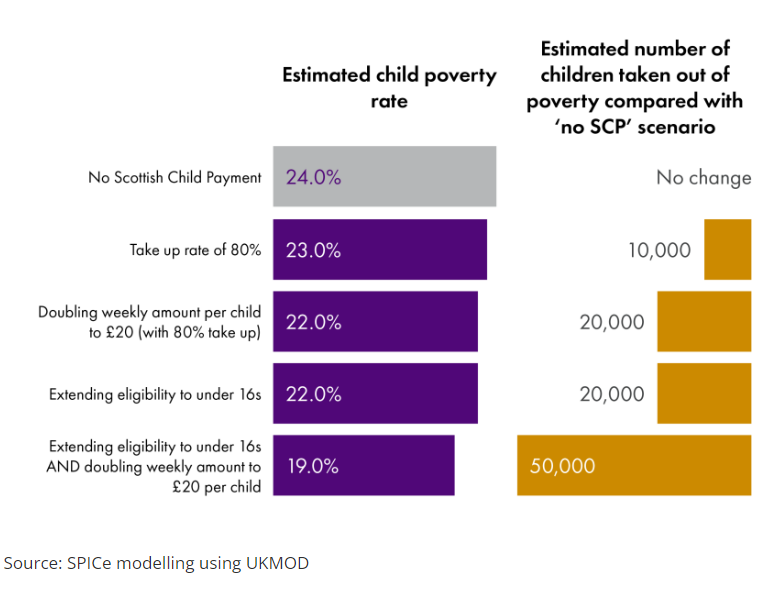 Estimated child poverty
rate
Estimated number of
children taken out of
poverty compared with
‘no SCP’ scenario
No Scottish Child Payment
24.0%
No change
Take up rate of 80%
23.0%
10,000
Doubling weekly amount per child
to £20 (with 80% take up)
22.0%
20,000
Extending eligibility to under 16s
22.0%
20,000
Extending eligibility to under 16s
AND doubling weekly amount to
£20 per child
19.0%
50,000
Source: SPICe modelling using UKMOD